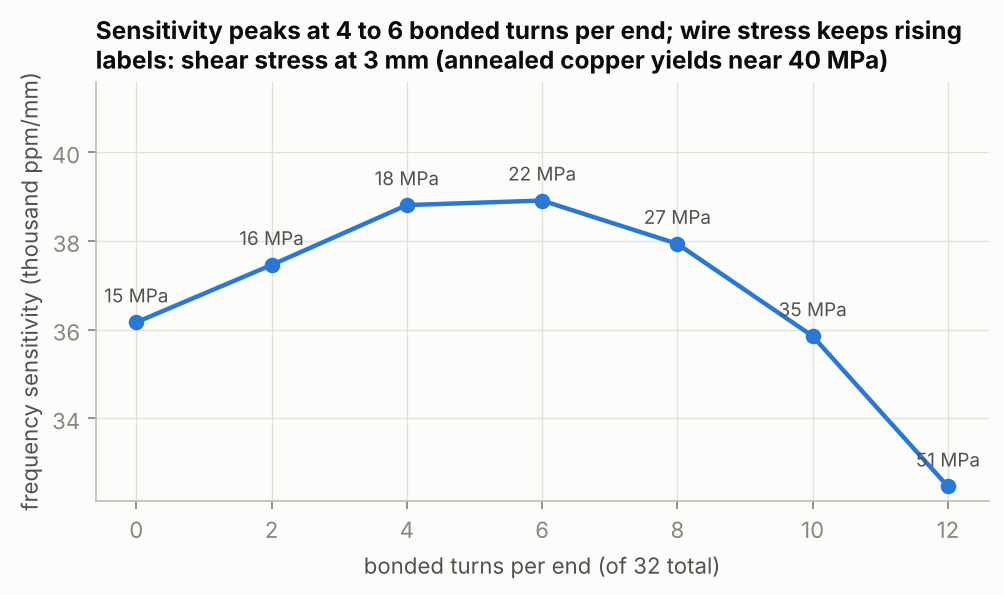 Sensitivity peaks at 4 to 6 bonded turns per end; wire stress keeps rising
labels: shear stress at 3 mm (annealed copper yields near 40 MPa)
frequency sensitivity (thousand ppm/mm)
40
38
36
34
15 MPa
16 MPa
18 MPa
22 MPa
27 MPa
35 MPa
51 MPa
0
2
4
6
8
10
12
bonded turns per end (of 32 total)